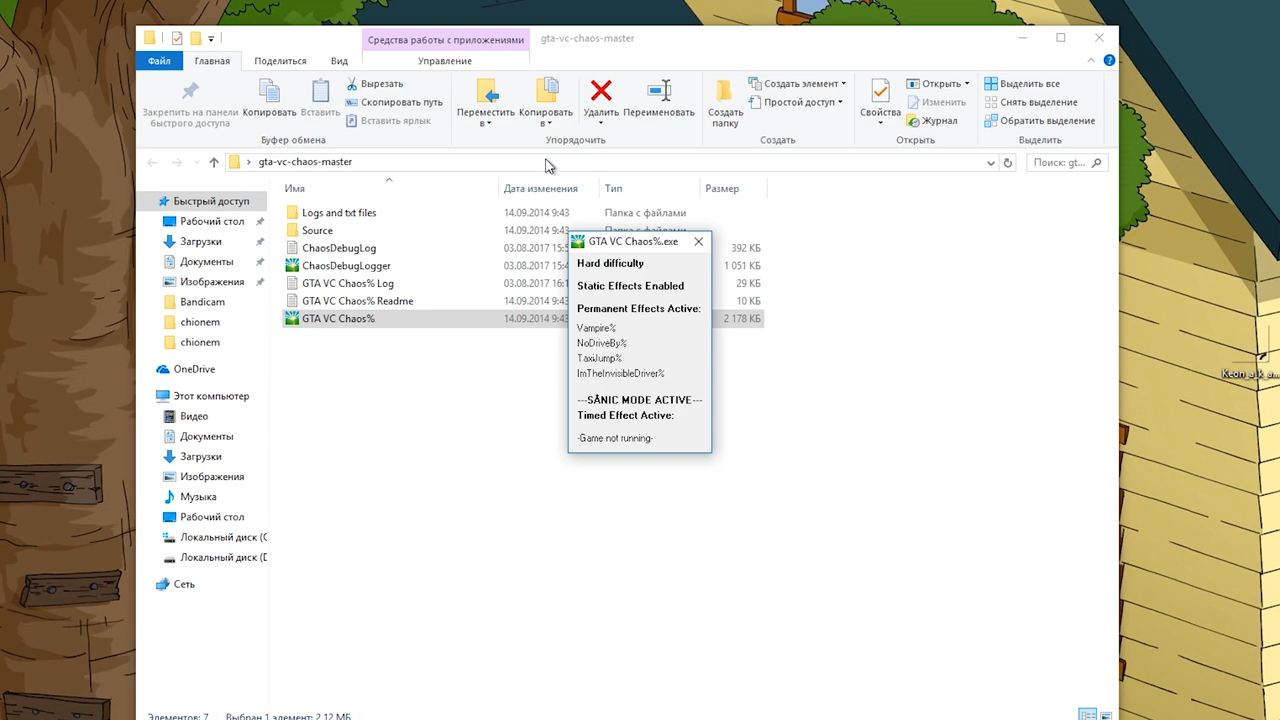 Средства работы с приложениями
gta-vc-chaos-master
Файл
Главная
Поделиться
Вид
Управление
Закрепить на панели
быстрого доступа
Копировать
Вставить
Вырезать
Скопировать путь
Вставить ярлык
Буфер обмена
Переместить
в
Копировать
в
Удалить
Переименовать
Упорядочить
Создать
папку
Создать элемент
Простой доступ
Создать
Свойства
Открыть
Изменить
Журнал
Открыть
Выделить все
Снять выделение
Обратить выделение
Выделить
gta-vc-chaos-master
Поиск: gt...
Имя
Дата изменения
Тип
Размер
Быстрый доступ
Рабочий стол
Загрузки
Документы
Изображения
Bandicam
chionem
chionem
OneDrive
Этот компьютер
Видео
Документы
Загрузки
Изображения
Музыка
Рабочий стол
Локальный диск (C
Локальный диск (D
Сеть
Logs and txt files 14.09.2014 9:43 Папка с файлами
Source 14.09.2014 9:43 Папка с файлами
ChaosDebugLog 03.08.2017 15:5 392 КБ
ChaosDebugLogger 03.08.2017 15:4 1 051 КБ
GTA VC Chaos% Log 03.08.2017 16:1 29 КБ
GTA VC Chaos% Readme 14.09.2014 9:43 10 КБ
GTA VC Chaos% 14.09.2014 9:43 2 178 КБ
GTA VC Chaos%.exe
Hard difficulty
Static Effects Enabled
Permanent Effects Active:
Vampire%
NoDriveBy%
TaxiJump%
ImTheInvisibleDriver%
---SÅNIC MODE ACTIVE---
Timed Effect Active:
-Game not running-
Элементов: 7 Выбран 1 элемент: 2,12 МБ